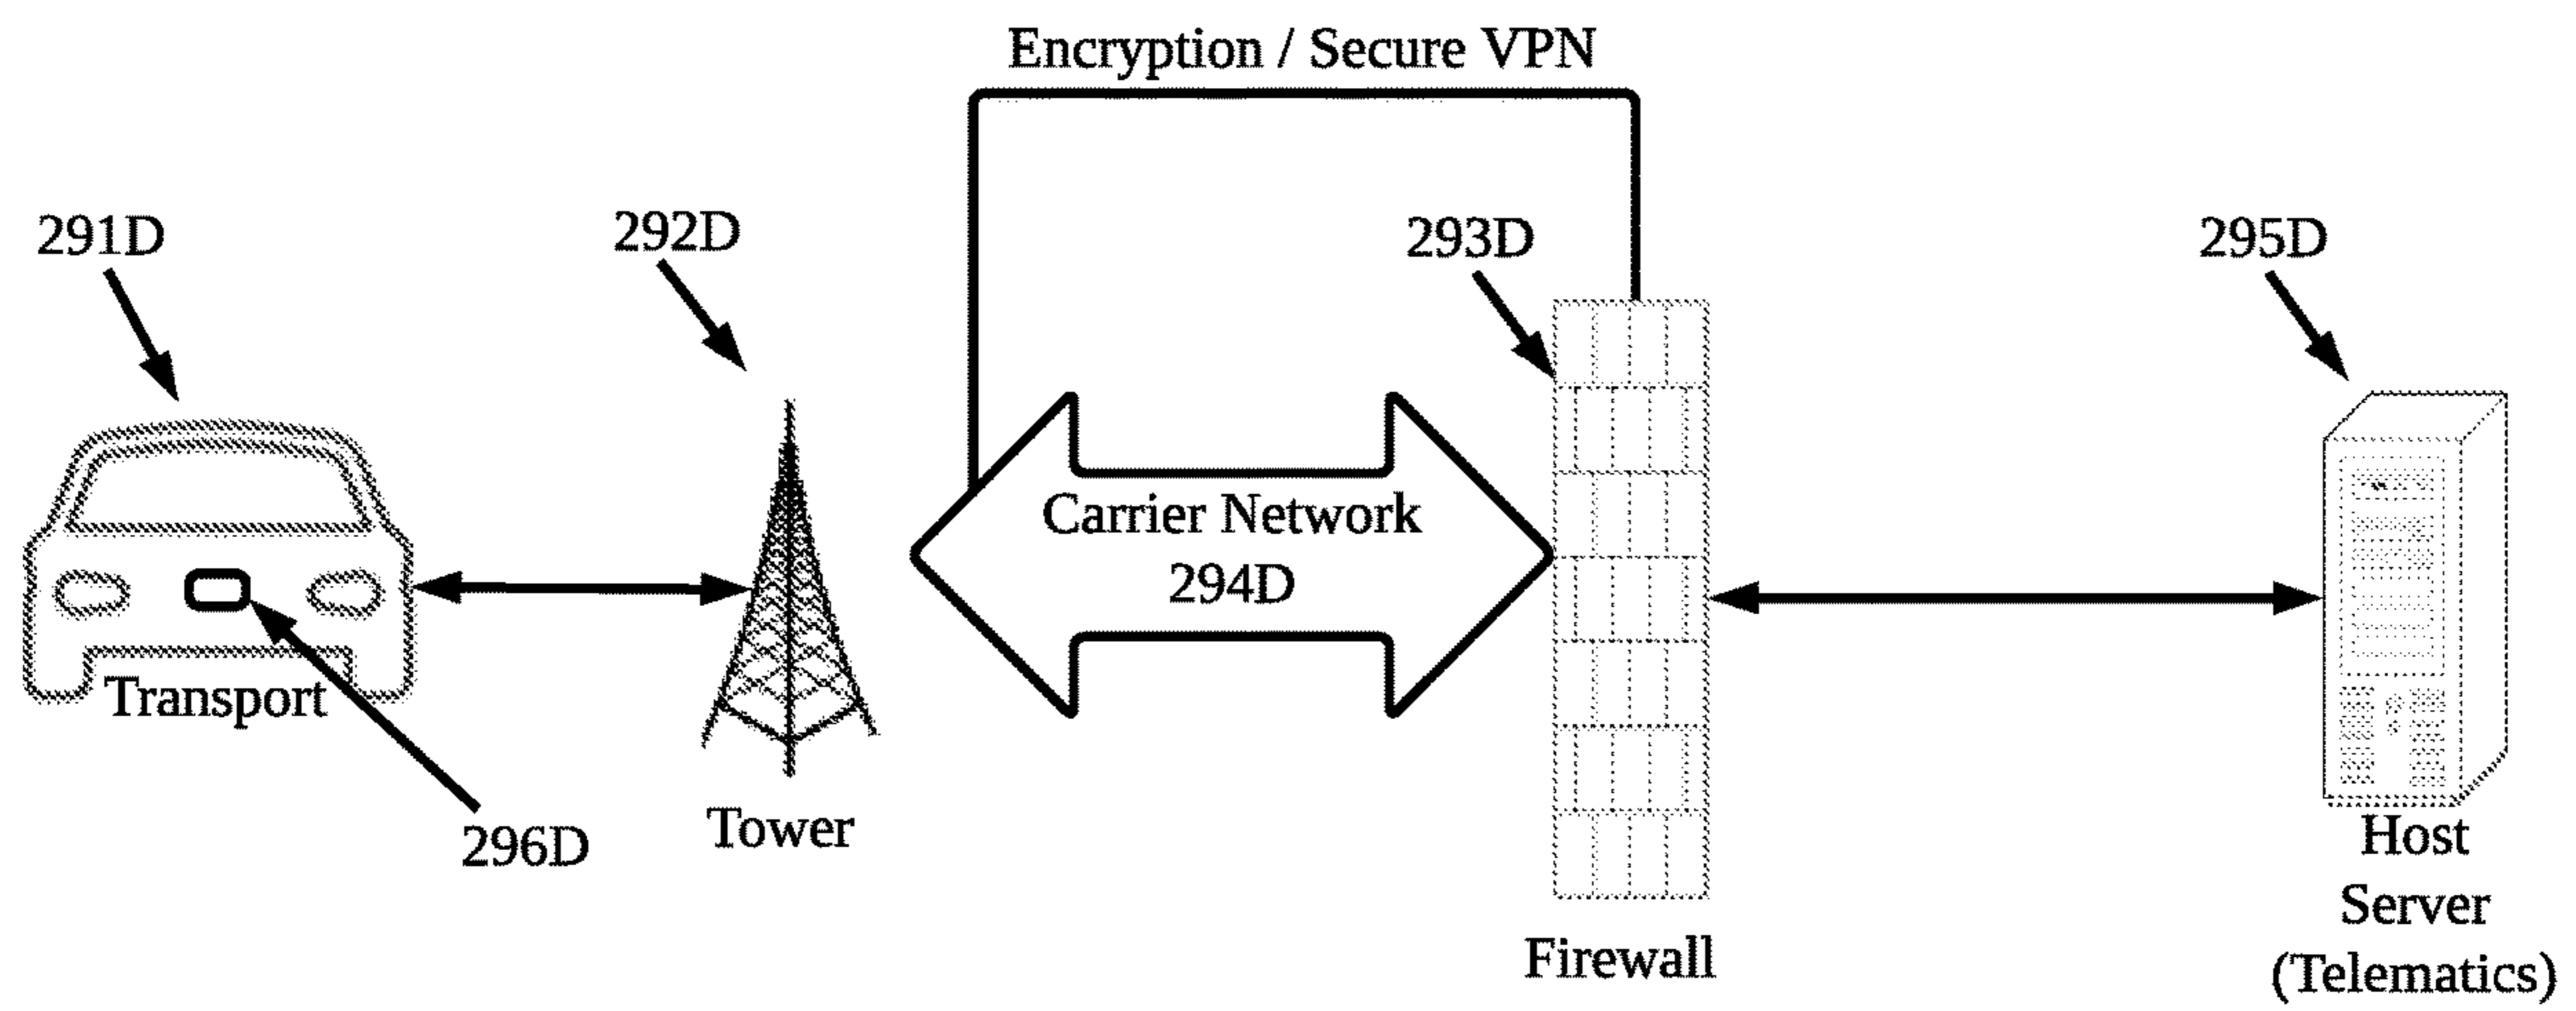 Encryption / Secure VPN
291D
292D
293D
295D
Carrier Network
294D
Transport
296D
Tower
Firewall
Host
Server
(Telematics)